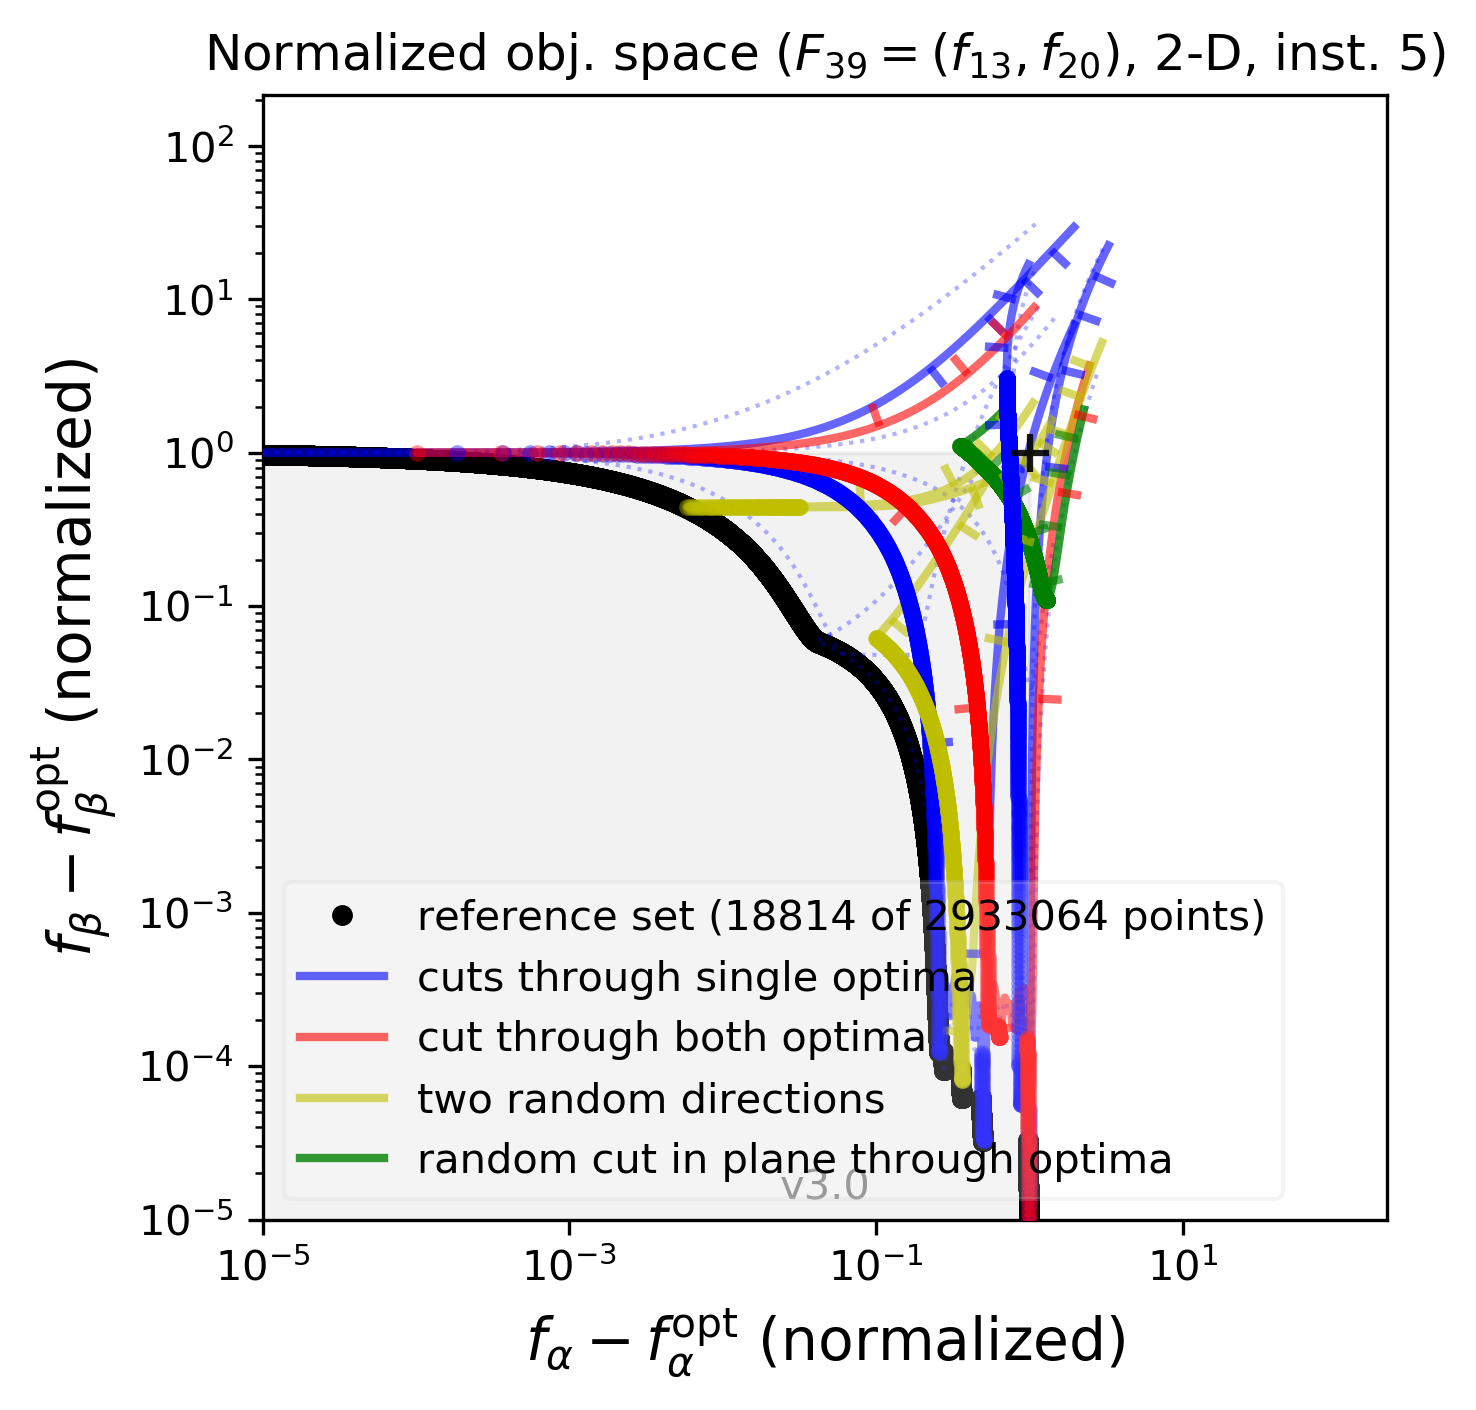 Normalized obj. space (F₃₉ = (f₁₃, f₂₀), 2-D, inst. 5)
10²
10¹
10⁰
10⁻¹
10⁻²
10⁻³
10⁻⁴
10⁻⁵
f_β − f_β^opt (normalized)
reference set (18814 of 2933064 points)
cuts through single optima
cut through both optima
two random directions
random cut in plane through optima
v3.0
10⁻⁵ 10⁻³ 10⁻¹ 10¹
f_α − f_α^opt (normalized)